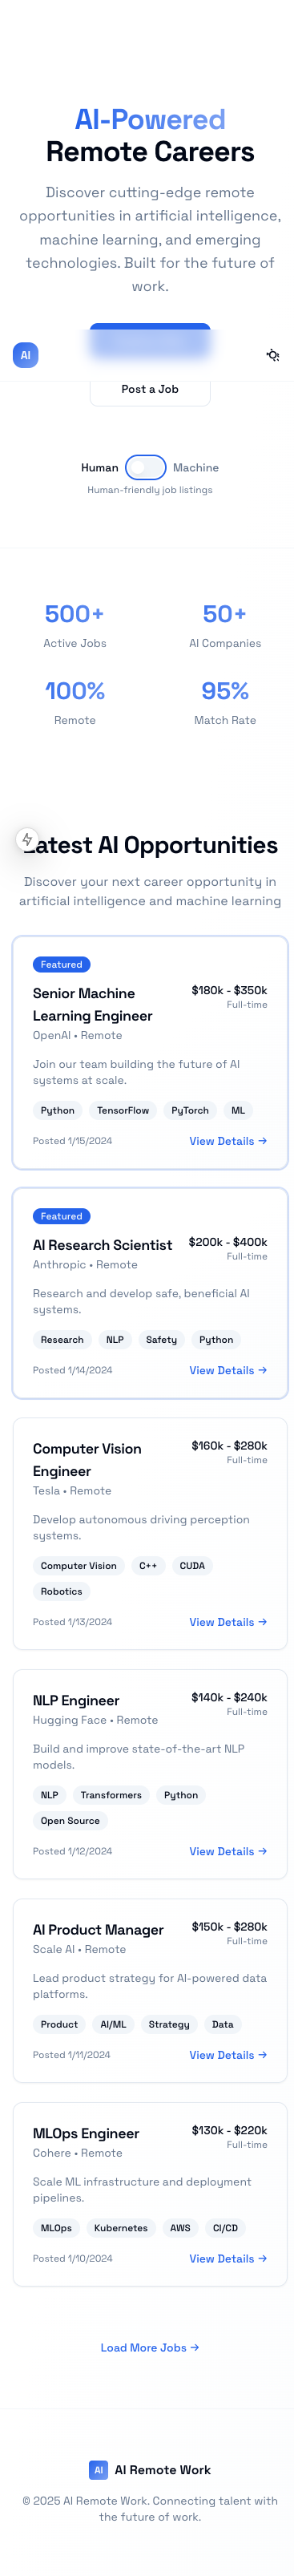 AI-Powered
Remote Careers
Discover cutting-edge remote
opportunities in artificial intelligence,
machine learning, and emerging
technologies. Built for the future of
work.
AI
Post a Job
Human
Machine
Human-friendly job listings
500+
50+
Active Jobs
AI Companies
100%
95%
Remote
Match Rate
Latest AI Opportunities
Discover your next career opportunity in
artificial intelligence and machine learning
Featured
Senior Machine
Learning Engineer
$180k - $350k
Full-time
OpenAI • Remote
Join our team building the future of AI
systems at scale.
Python TensorFlow PyTorch ML
Posted 1/15/2024
View Details →
Featured
AI Research Scientist
$200k - $400k
Full-time
Anthropic • Remote
Research and develop safe, beneficial AI
systems.
Research NLP Safety Python
Posted 1/14/2024
View Details →
Computer Vision
Engineer
$160k - $280k
Full-time
Tesla • Remote
Develop autonomous driving perception
systems.
Computer Vision C++ CUDA
Robotics
Posted 1/13/2024
View Details →
NLP Engineer
$140k - $240k
Full-time
Hugging Face • Remote
Build and improve state-of-the-art NLP
models.
NLP Transformers Python
Open Source
Posted 1/12/2024
View Details →
AI Product Manager
$150k - $280k
Full-time
Scale AI • Remote
Lead product strategy for AI-powered data
platforms.
Product AI/ML Strategy Data
Posted 1/11/2024
View Details →
MLOps Engineer
$130k - $220k
Full-time
Cohere • Remote
Scale ML infrastructure and deployment
pipelines.
MLOps Kubernetes AWS CI/CD
Posted 1/10/2024
View Details →
Load More Jobs →
AI
AI Remote Work
© 2025 AI Remote Work. Connecting talent with
the future of work.